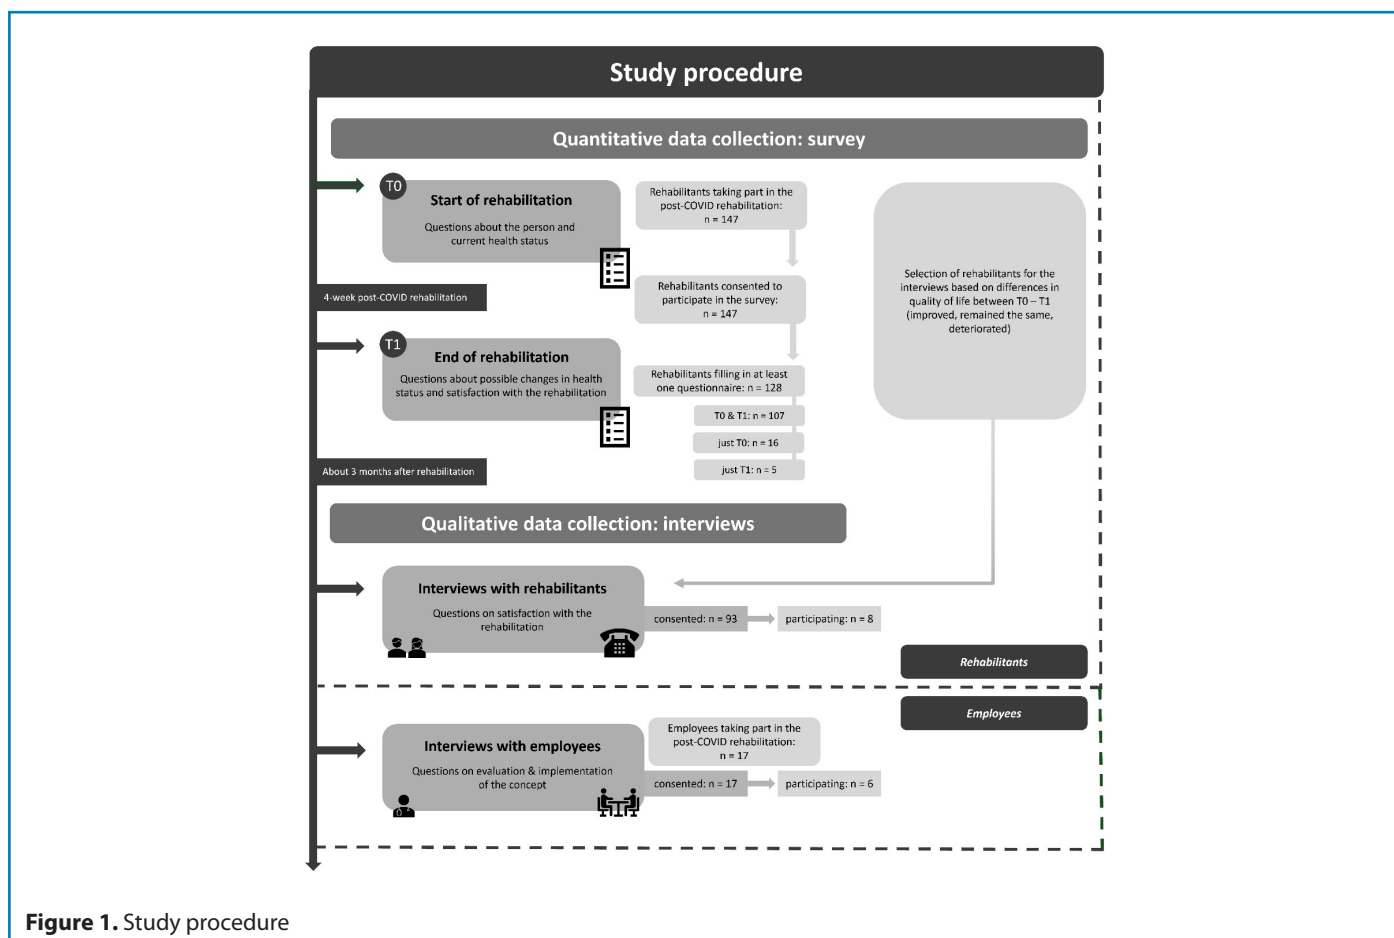 Study procedure
Quantitative data collection: survey
T0
Start of rehabilitation
Questions about the person and
current health status
Rehabilitants taking part in the
post-COVID rehabilitation:
n = 147
4-week post-COVID rehabilitation
Rehabilitants consented to
participate in the survey:
n = 147
Selection of rehabilitants for the
interviews based on differences in
quality of life between T0 – T1
(improved, remained the same,
deteriorated)
T1
End of rehabilitation
Questions about possible changes in health
status and satisfaction with the rehabilitation
Rehabilitants filling in at least
one questionnaire: n = 128
T0 & T1: n = 107
just T0: n = 16
just T1: n = 5
About 3 months after rehabilitation
Qualitative data collection: interviews
Interviews with rehabilitants
Questions on satisfaction with the
rehabilitation
consented: n = 93
participating: n = 8
Rehabilitants
Employees
Interviews with employees
Questions on evaluation & implementation
of the concept
Employees taking part in the
post-COVID rehabilitation:
n = 17
consented: n = 17
participating: n = 6
Figure 1. Study procedure